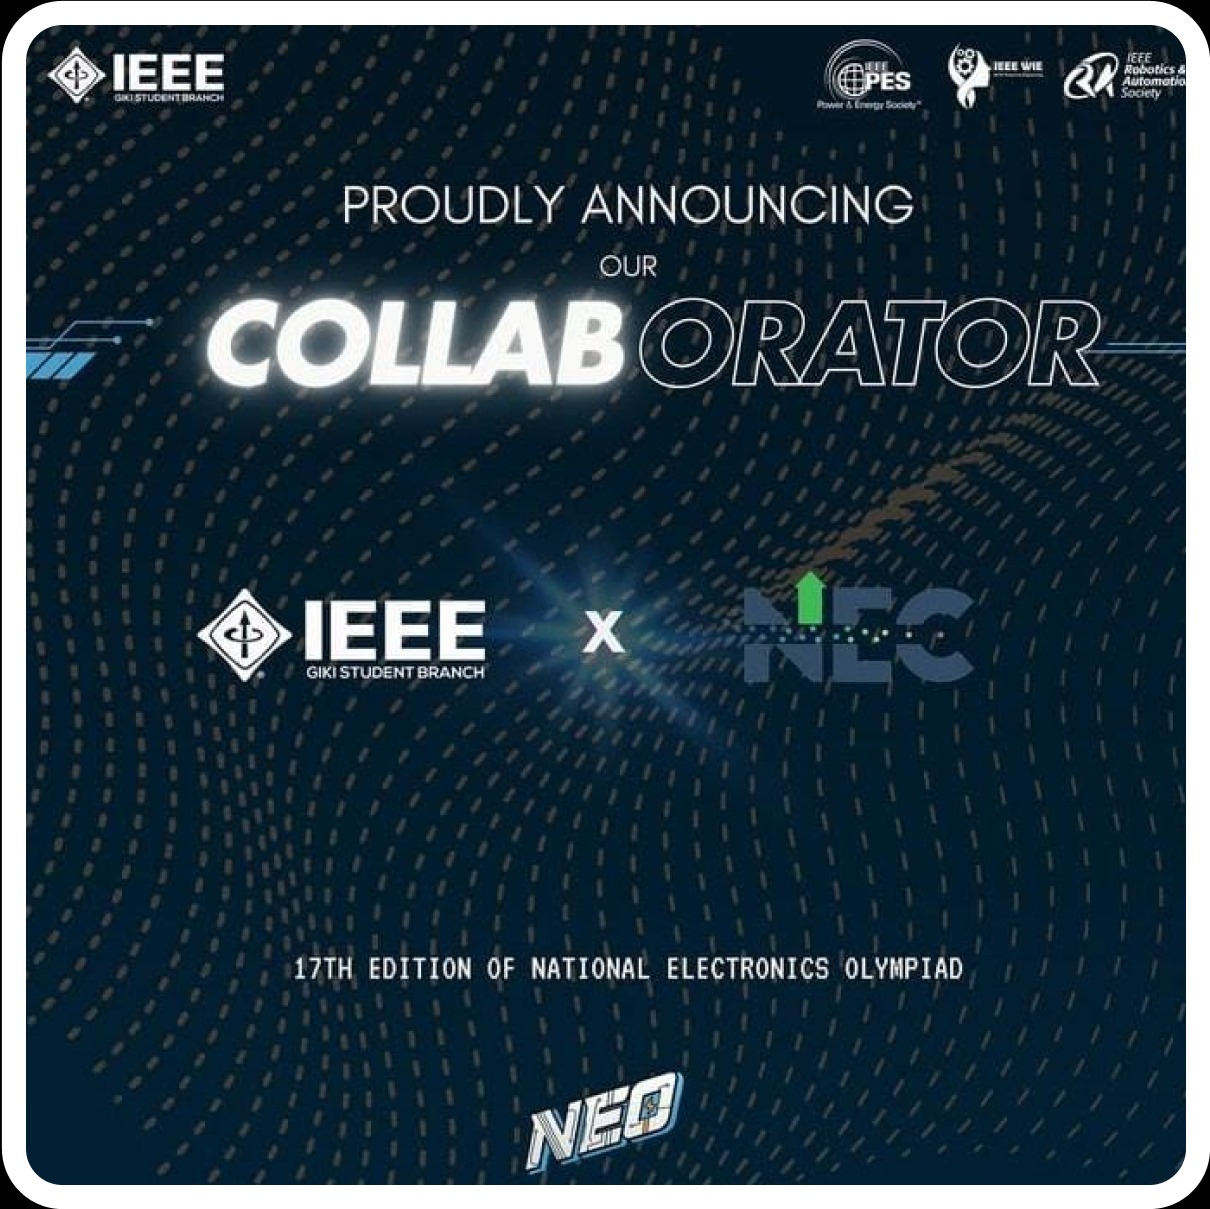 IEEE
GIKI STUDENT BRANCH
IEEE
PES
Power & Energy Society®
IEEE WIE
IEEE
Robotics &
Automatio
Society
PROUDLY ANNOUNCING
OUR
COLLABORATOR
IEEE
GIKI STUDENT BRANCH
X
NEC
17TH EDITION OF NATIONAL ELECTRONICS OLYMPIAD
NEO